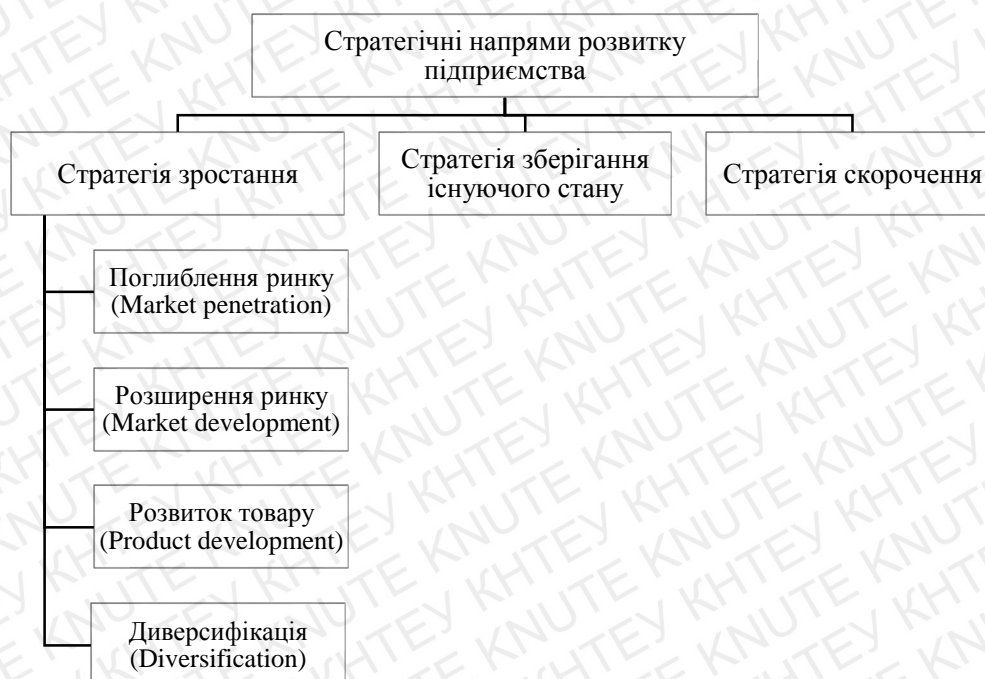 Стратегічні напрями розвитку
підприємства
Стратегія зростання
Стратегія зберігання
існуючого стану
Стратегія скорочення
Поглиблення ринку
(Market penetration)
Розширення ринку
(Market development)
Розвиток товару
(Product development)
Диверсифікація
(Diversification)